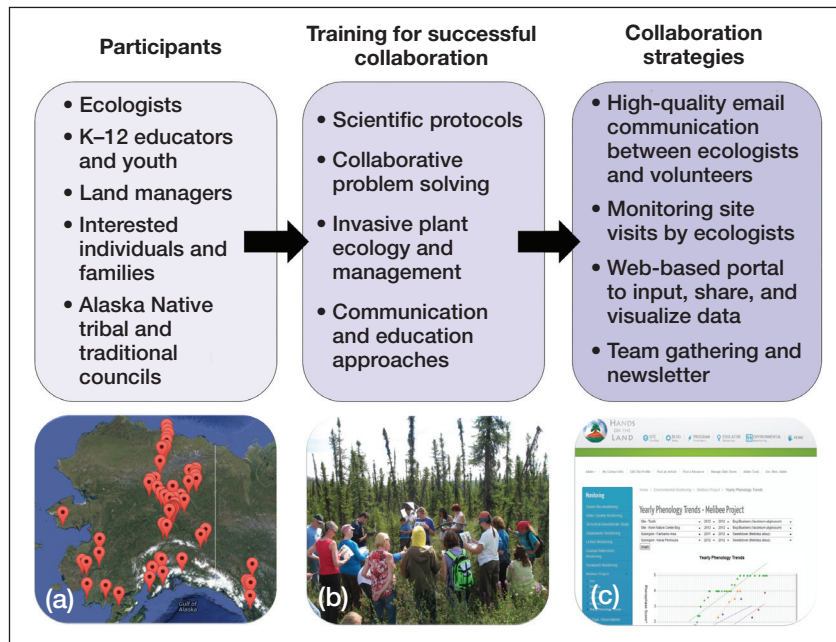 Participants
Training for successful
collaboration
Collaboration
strategies
• Ecologists
• K–12 educators
and youth
• Land managers
• Interested
individuals and
families
• Alaska Native
tribal and
traditional
councils
• Scientific protocols
• Collaborative
problem solving
• Invasive plant
ecology and
management
• Communication
and education
approaches
• High-quality email
communication
between ecologists
and volunteers
• Monitoring site
visits by ecologists
• Web-based portal
to input, share, and
visualize data
• Team gathering and
newsletter
(a)
Gulf of
Alaska
(b)
(c)
HANDS
ON THE
LAND
HOME
Monitoring
Yearly Phenology Trends - Melibee Project
Yearly Phenology Trends